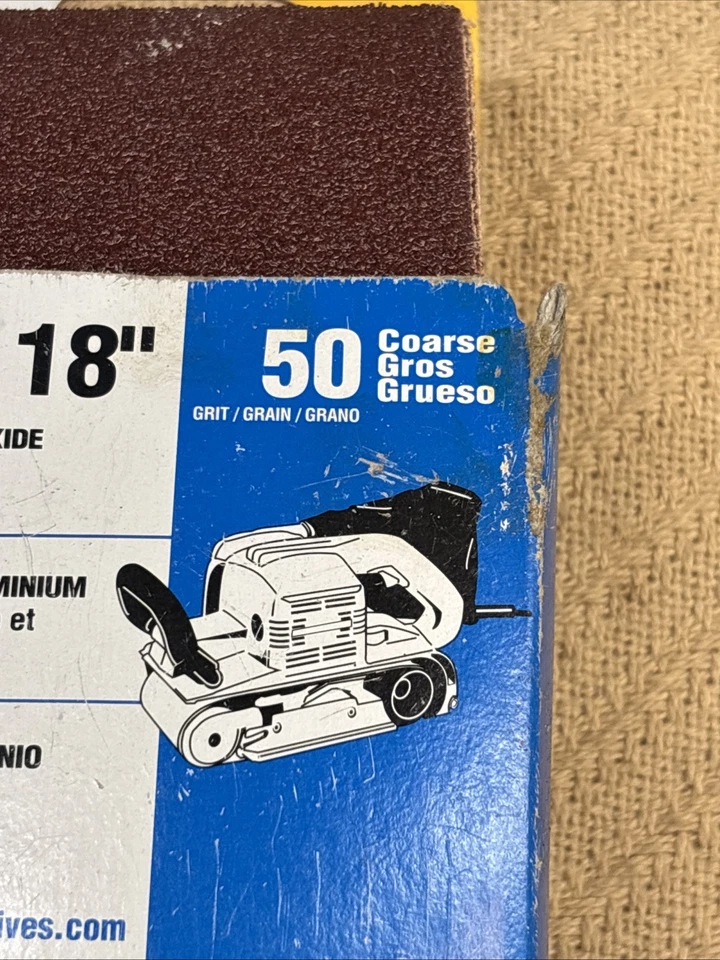 18"
50
Coarse
Gros
Grueso
GRIT / GRAIN / GRANO
XIDE
MINIUM
et
NIO
ives.com